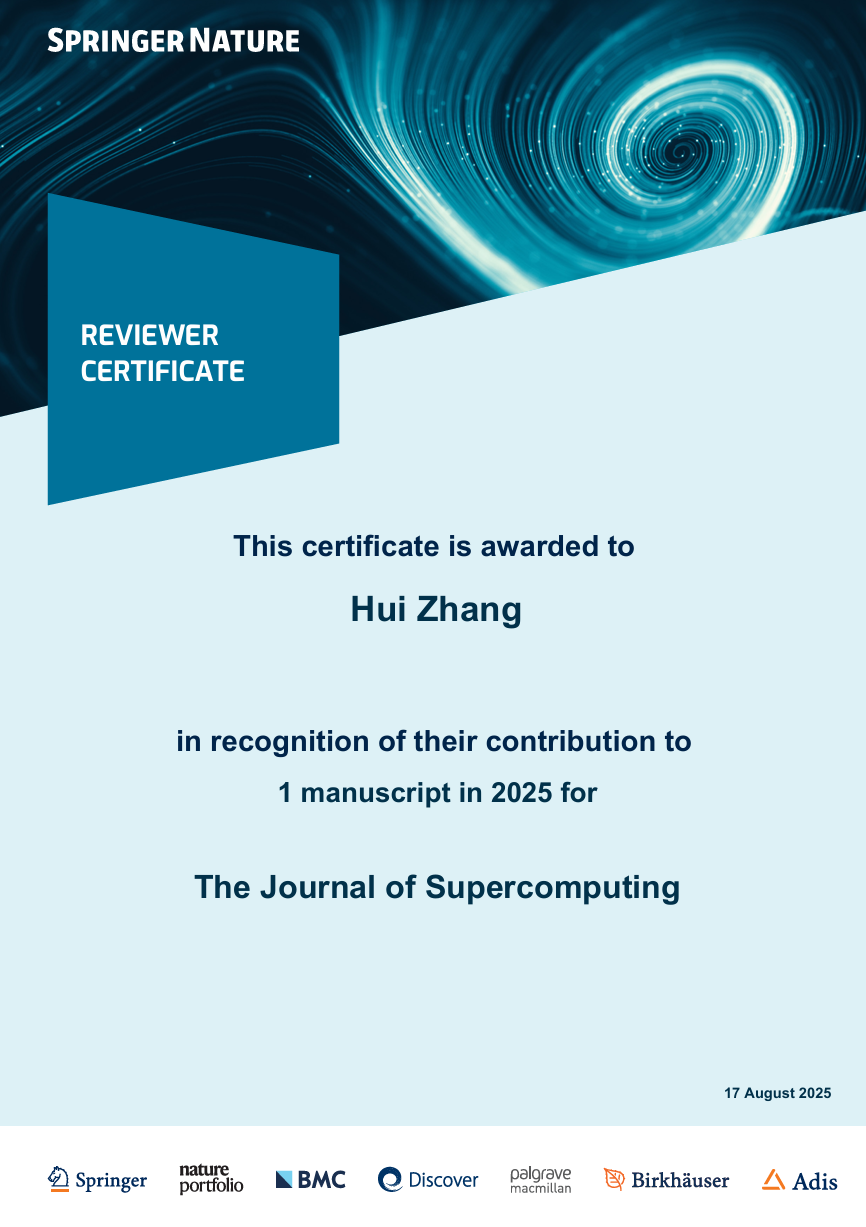 SPRINGER NATURE
REVIEWER
CERTIFICATE
This certificate is awarded to
Hui Zhang
in recognition of their contribution to
1 manuscript in 2025 for
The Journal of Supercomputing
17 August 2025
Springer
nature
portfolio
BMC
Discover
palgrave
macmillan
Birkhäuser
Adis